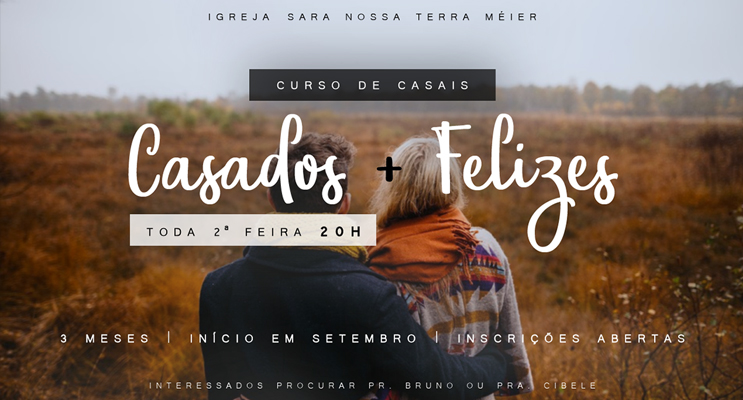 IGREJA SARA NOSSA TERRA MÉIER
CURSO DE CASAIS
Casados + Felizes
TODA 2ª FEIRA 20H
3 MESES | INÍCIO EM SETEMBRO | INSCRIÇÕES ABERTAS
INTERESSADOS PROCURAR PR. BRUNO OU PRA. CIBELE